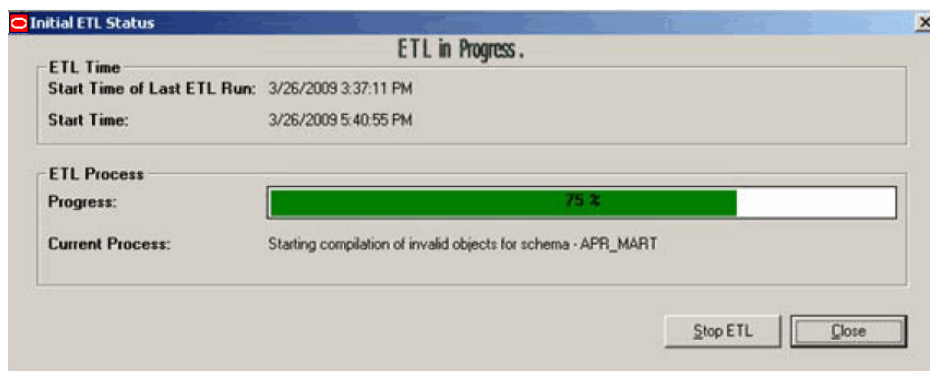 Initial ETL Status
ETL in Progress.
ETL Time
Start Time of Last ETL Run: 3/26/2009 3:37:11 PM
Start Time: 3/26/2009 5:40:55 PM
ETL Process
Progress: 75 %
Current Process: Starting compilation of invalid objects for schema - APR_MART
Stop ETL Close